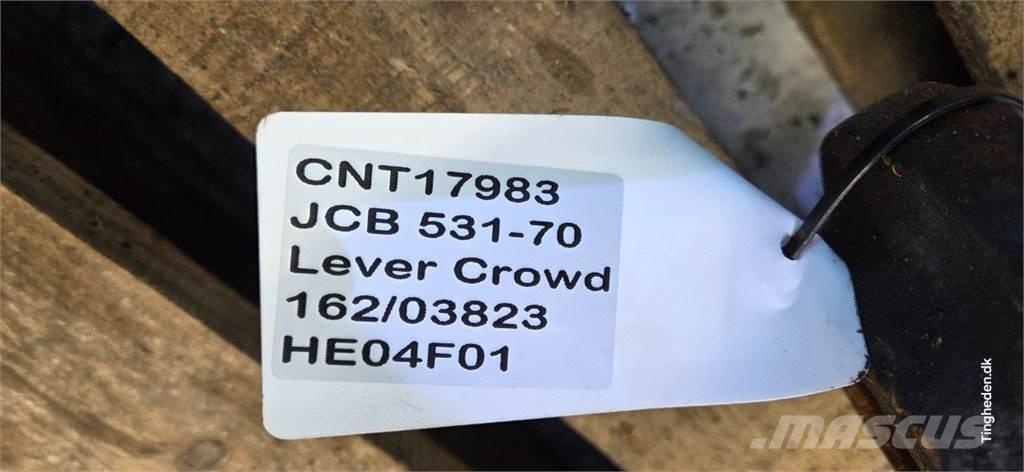 CNT17983
JCB 531-70
Lever Crowd
162/03823
HE04F01
MASCUS
Tingheden.dk